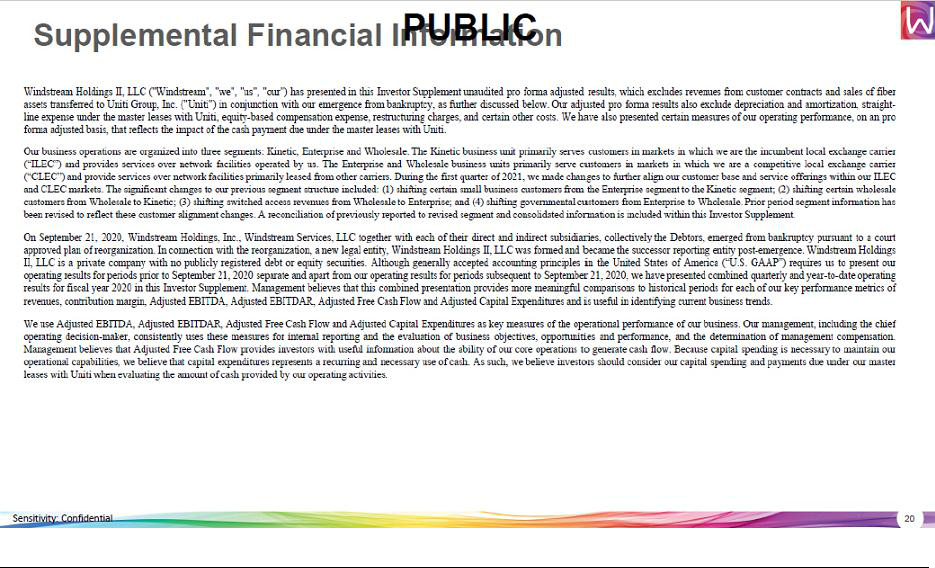 PUBLIC
Supplemental Financial Information
Windstream Holdings II, LLC ("Windstream", "we", "us", "our") has presented in this Investor Supplement unaudited pro forma adjusted results, which excludes revenues from customer contracts and sales of fiber
assets transferred to Uniti Group, Inc. ("Uniti") in conjunction with our emergence from bankruptcy, as further discussed below. Our adjusted pro forma results also exclude depreciation and amortization, straight-
line expense under the master leases with Uniti, equity-based compensation expense, restructuring charges, and certain other costs. We have also presented certain measures of our operating performance, on an pro
forma adjusted basis, that reflects the impact of the cash payment due under the master leases with Uniti.
Our business operations are organized into three segments: Kinetic, Enterprise and Wholesale. The Kinetic business unit primarily serves customers in markets in which we are the incumbent local exchange carrier
("ILEC") and provides services over network facilities operated by us. The Enterprise and Wholesale business units primarily serve customers in markets in which we are a competitive local exchange carrier
("CLEC") and provide services over network facilities primarily leased from other carriers. During the first quarter of 2021, we made changes to further align our customer base and service offerings within our ILEC
and CLEC markets. The significant changes to our previous segment structure included: (1) shifting certain small business customers from the Enterprise segment to the Kinetic segment; (2) shifting certain wholesale
customers from Wholesale to Kinetic; (3) shifting switched access revenues from Wholesale to Enterprise; and (4) shifting governmental customers from Enterprise to Wholesale. Prior period segment information has
been revised to reflect these customer alignment changes. A reconciliation of previously reported to revised segment and consolidated information is included within this Investor Supplement.
On September 21, 2020, Windstream Holdings, Inc., Windstream Services, LLC together with each of their direct and indirect subsidiaries, collectively the Debtors, emerged from bankruptcy pursuant to a court
approved plan of reorganization. In connection with the reorganization, a new legal entity, Windstream Holdings II, LLC was formed and became the successor reporting entity post-emergence. Windstream Holdings
II, LLC is a private company with no publicly registered debt or equity securities. Although generally accepted accounting principles in the United States of America ("U.S. GAAP") requires us to present our
operating results for periods prior to September 21, 2020 separate and apart from our operating results for periods subsequent to September 21, 2020, we have presented combined quarterly and year-to-date operating
results for fiscal year 2020 in this Investor Supplement. Management believes that this combined presentation provides more meaningful comparisons to historical periods for each of our key performance metrics of
revenues, contribution margin, Adjusted EBITDA, Adjusted EBITDAR, Adjusted Free Cash Flow and Adjusted Capital Expenditures and is useful in identifying current business trends.
We use Adjusted EBITDA, Adjusted EBITDAR, Adjusted Free Cash Flow and Adjusted Capital Expenditures as key measures of the operational performance of our business. Our management, including the chief
operating decision-maker, consistently uses these measures for internal reporting and the evaluation of business objectives, opportunities and performance, and the determination of management compensation.
Management believes that Adjusted Free Cash Flow provides investors with useful information about the ability of our core operations to generate cash flow. Because capital spending is necessary to maintain our
operational capabilities, we believe that capital expenditures represents a recurring and necessary use of cash. As such, we believe investors should consider our capital spending and payments due under our master
leases with Uniti when evaluating the amount of cash provided by our operating activities.
Sensitivity: Confidential
20